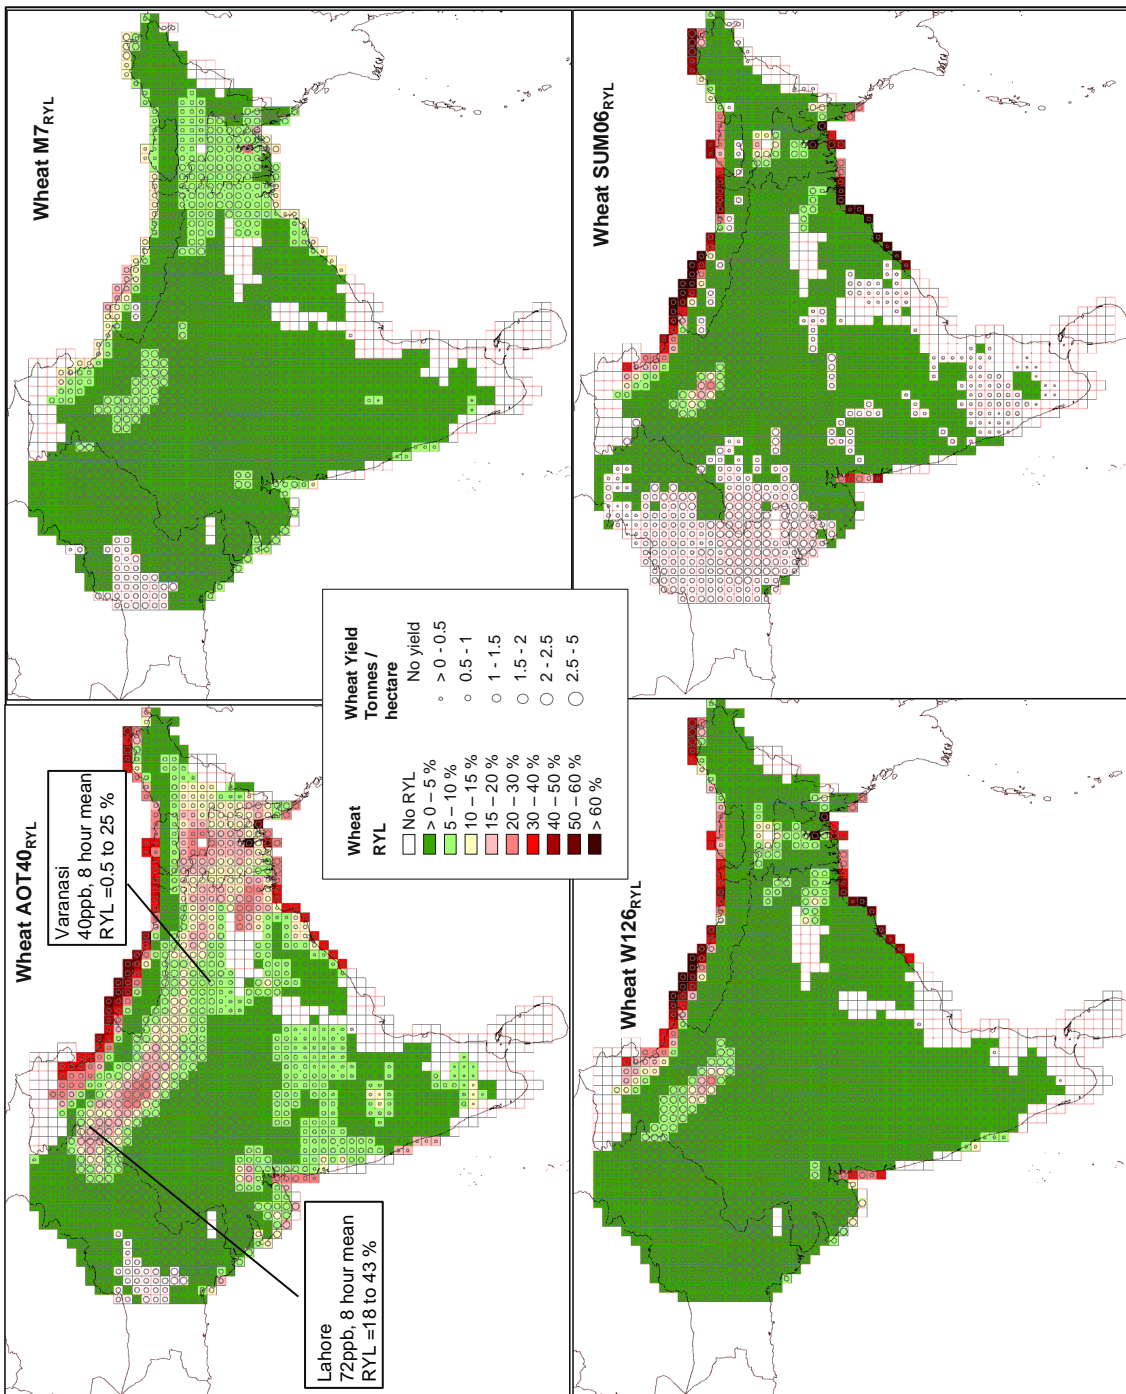 Wheat AOT40RYL
Varanasi
40ppb, 8 hour mean
RYL =0.5 to 25 %
Lahore
72ppb, 8 hour mean
RYL =18 to 43 %
Wheat M7RYL
Wheat
RYL
No RYL
> 0 – 5 %
5 – 10 %
10 – 15 %
15 – 20 %
20 – 30 %
30 – 40 %
40 – 50 %
50 – 60 %
> 60 %
Wheat Yield
Tonnes /
hectare
No yield
> 0 - 0.5
0.5 - 1
1 - 1.5
1.5 - 2
2 - 2.5
2.5 - 5
Wheat W126RYL
Wheat SUM06RYL